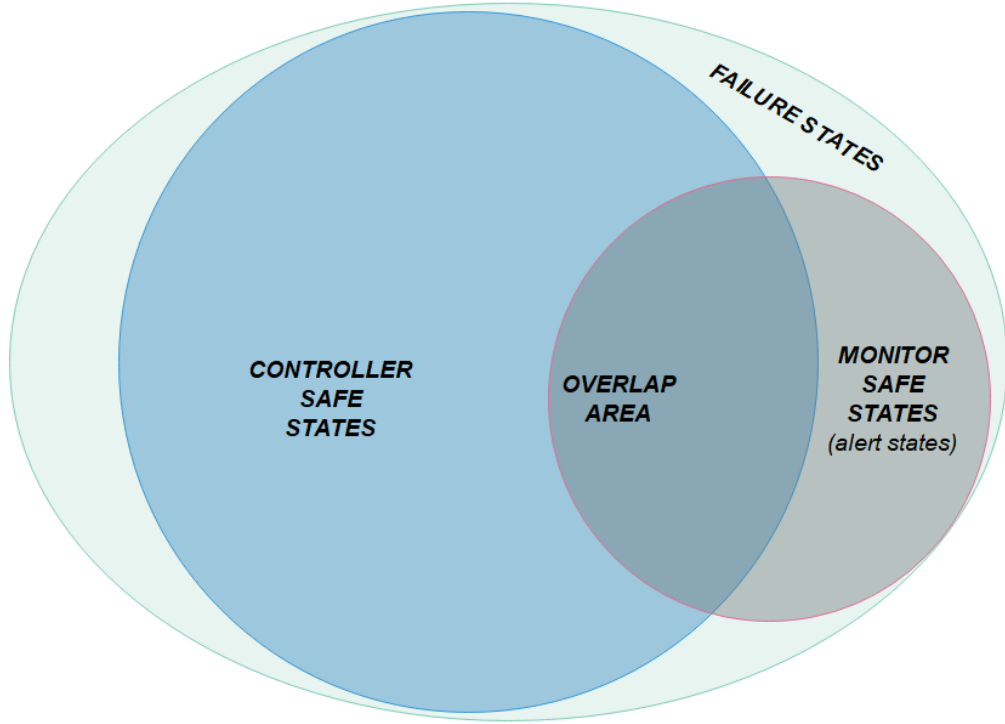 FAILURE STATES
CONTROLLER
SAFE
STATES
OVERLAP
AREA
MONITOR
SAFE
STATES
(alert states)